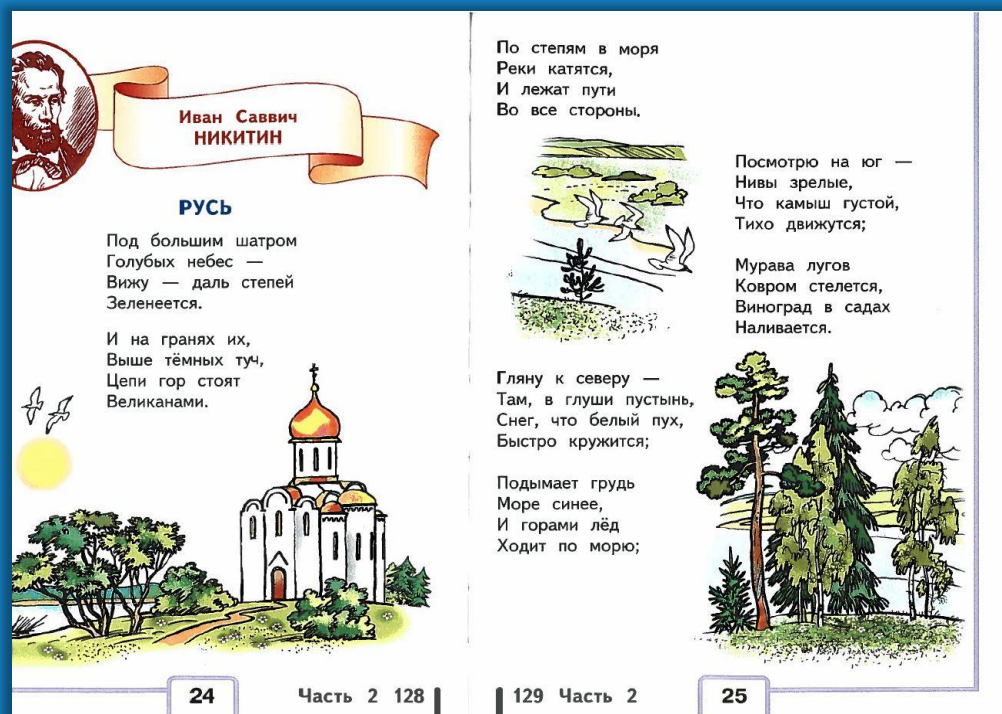 Иван Саввич
НИКИТИН
РУСЬ
Под большим шатром
Голубых небес —
Вижу — даль степей
Зеленеется.
И на гранях их,
Выше тёмных туч,
Цепи гор стоят
Великанами.
24
Часть 2 128
По степям в моря
Реки катятся,
И лежат пути
Во все стороны.
Посмотрю на юг —
Нивы зрелые,
Что камыш густой,
Тихо движутся;
Мурава лугов
Ковром стелется,
Виноград в садах
Наливается.
Гляну к северу —
Там, в глуши пустынь,
Снег, что белый пух,
Быстро кружится;
Подымает грудь
Море синее,
И горами лёд
Ходит по морю;
129 Часть 2
25